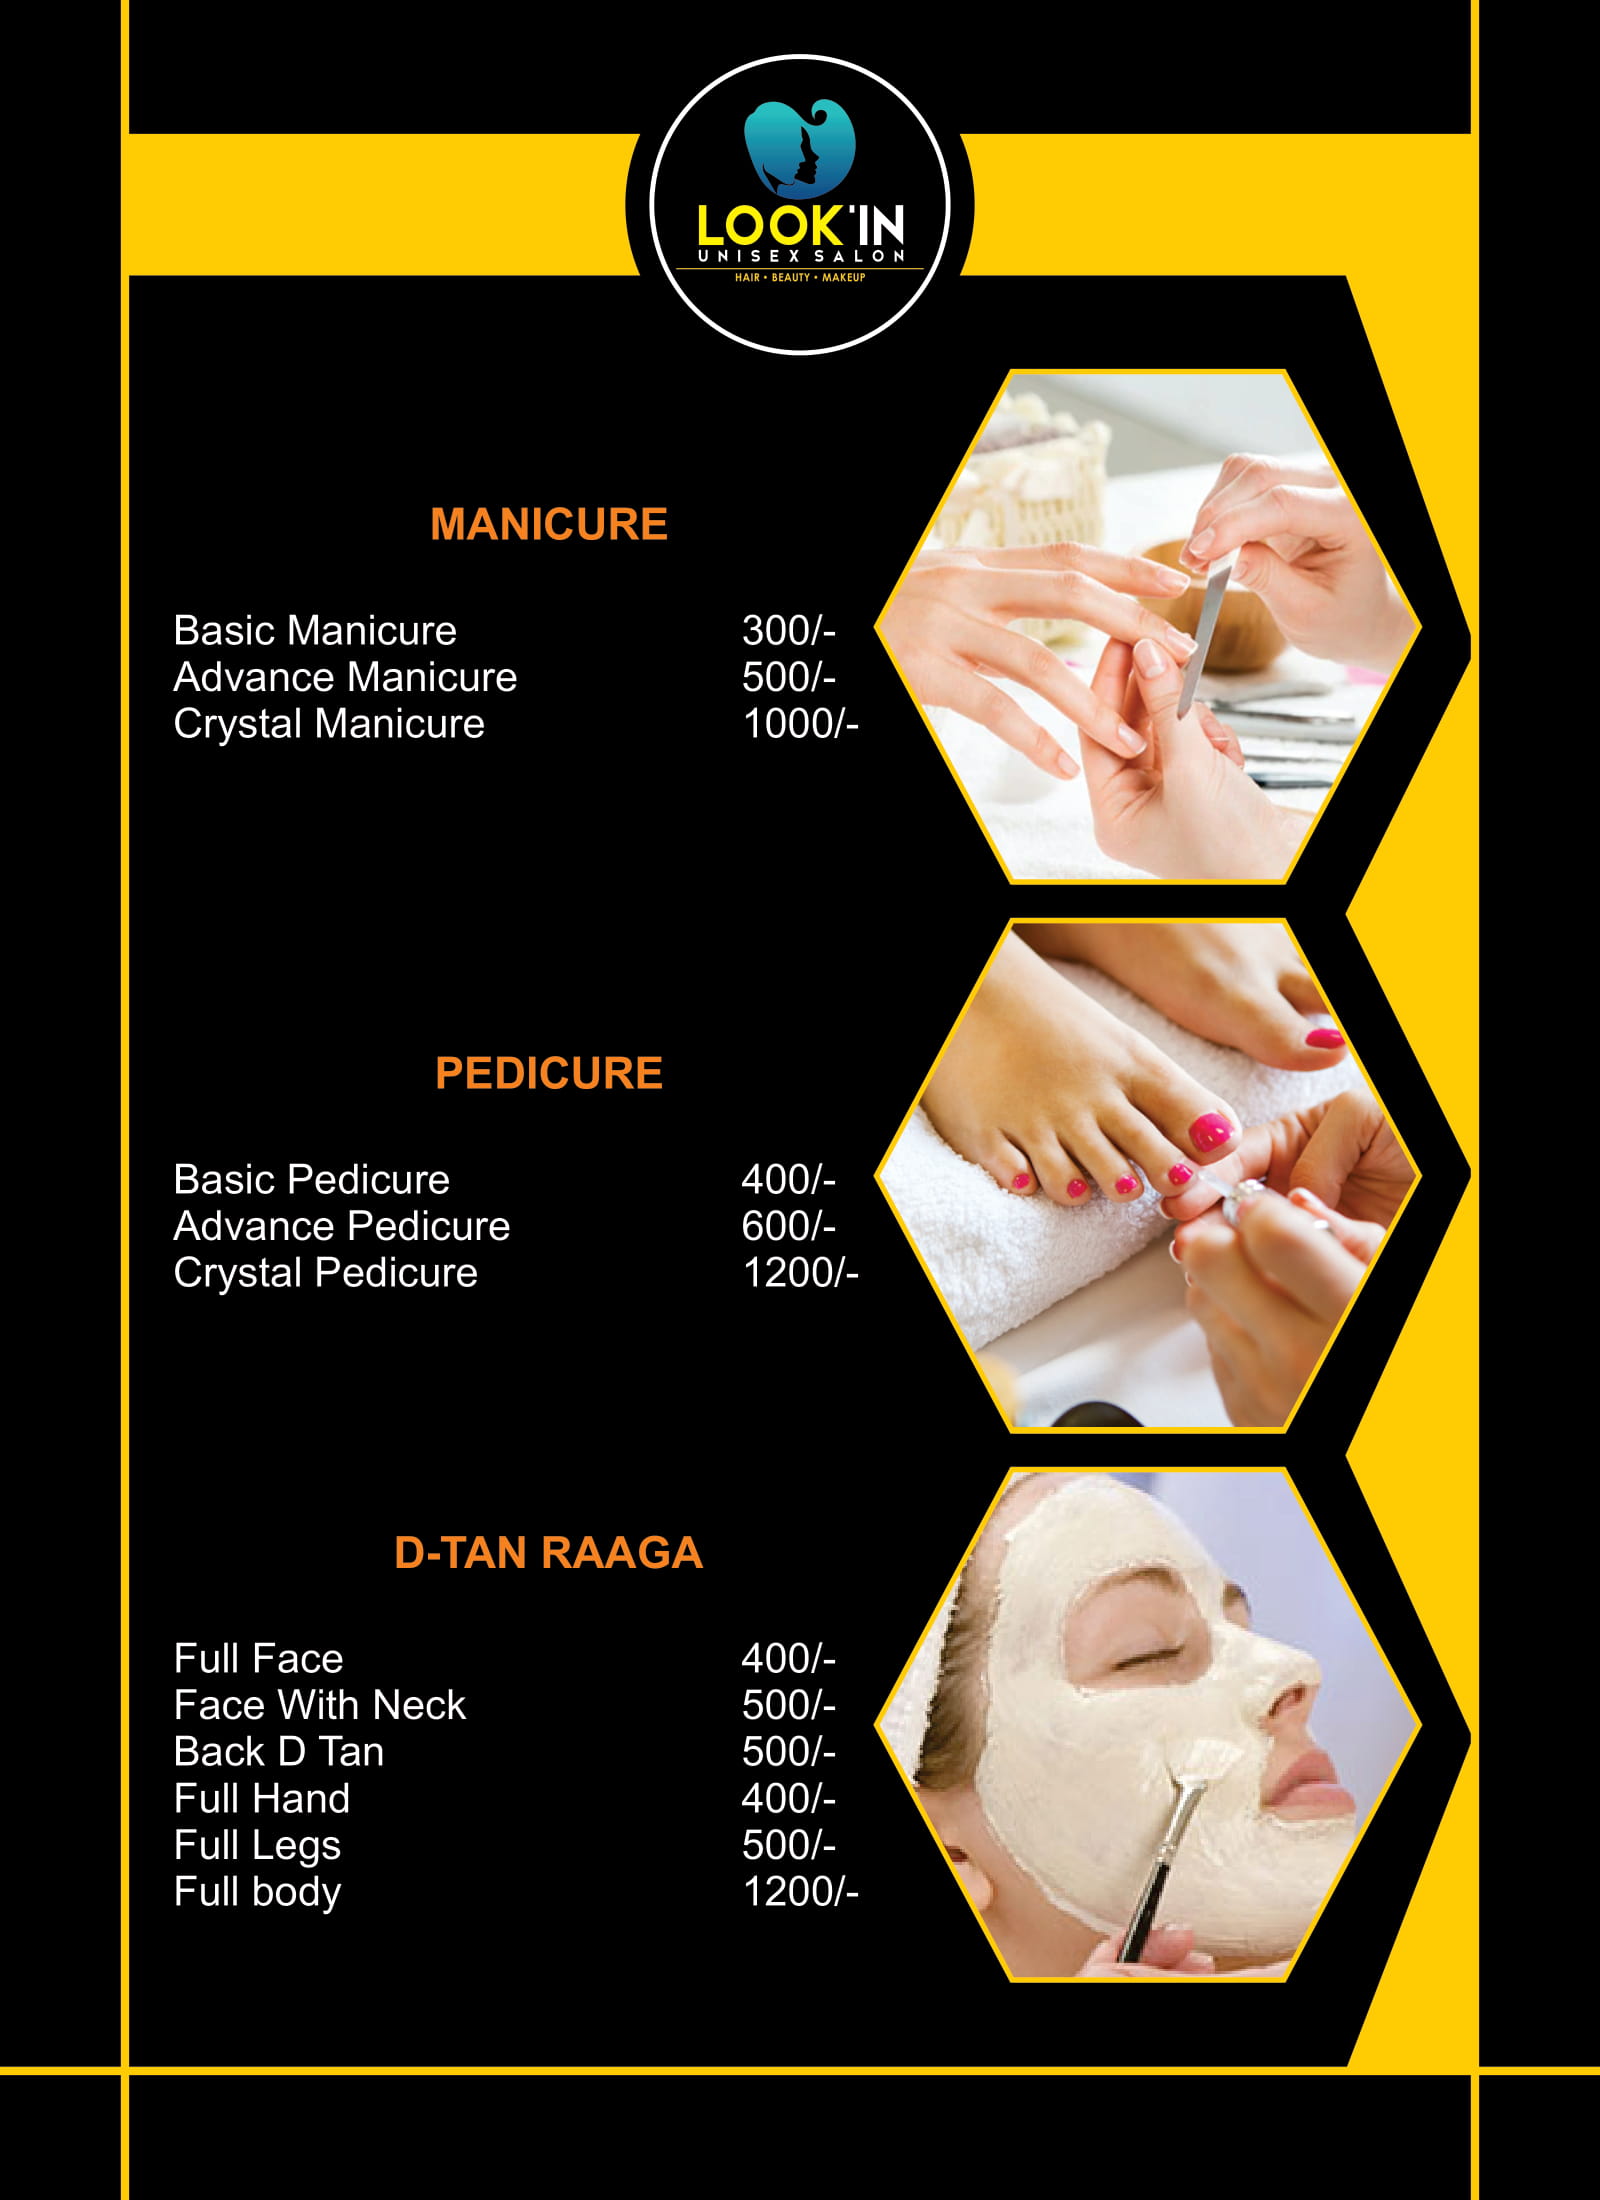 LOOK'IN
UNISEX SALON
HAIR • BEAUTY • MAKEUP
MANICURE
Basic Manicure 300/-
Advance Manicure 500/-
Crystal Manicure 1000/-
PEDICURE
Basic Pedicure 400/-
Advance Pedicure 600/-
Crystal Pedicure 1200/-
D-TAN RAAGA
Full Face 400/-
Face With Neck 500/-
Back D Tan 500/-
Full Hand 400/-
Full Legs 500/-
Full body 1200/-